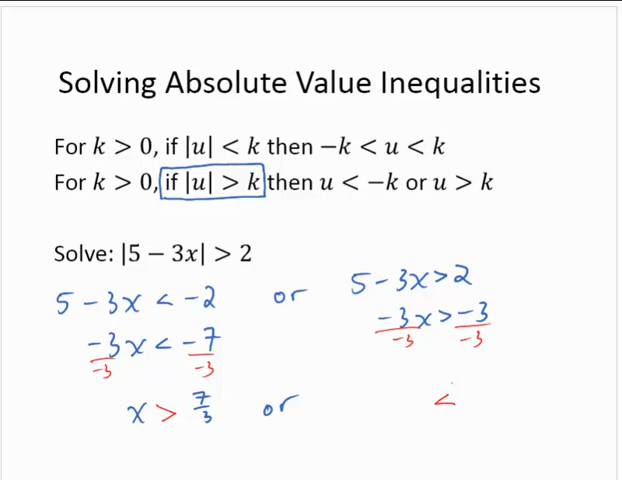 Solving Absolute Value Inequalities
For k > 0, if |u| < k then −k < u < k
For k > 0, if |u| > k then u < −k or u > k
Solve: |5 − 3x| > 2
5 − 3x < −2 or 5 − 3x > 2
−3x < −7 −3x > −3
−3 −3 −3 −3
x > 7/3 or <